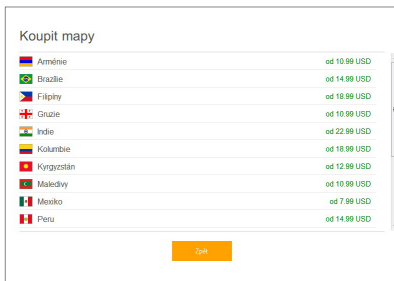 Koupit mapy
Arménie od 10.99 USD
Brazílie od 14.99 USD
Filipíny od 18.99 USD
Gruzie od 10.99 USD
Indie od 22.99 USD
Kolumbie od 18.99 USD
Kyrgyzstán od 12.99 USD
Maledivy od 10.99 USD
Mexiko od 7.99 USD
Peru od 14.99 USD
Zpět